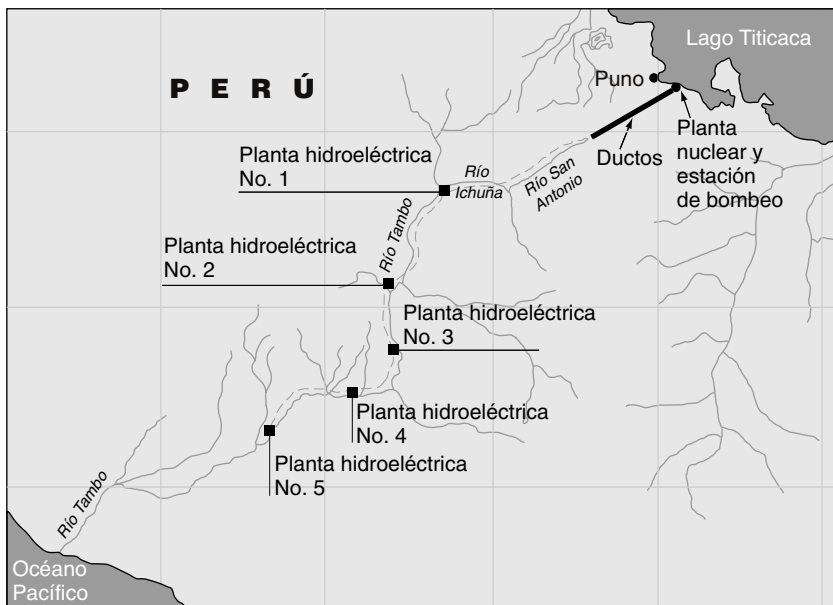 Lago Titicaca
Puno
PERÚ
Planta
nuclear y
estación
de bombeo
Ductos
Planta hidroeléctrica
No. 1
Río
Ichuña
Río San
Antonio
Río Tambo
Planta hidroeléctrica
No. 2
Planta hidroeléctrica
No. 3
Planta hidroeléctrica
No. 4
Planta hidroeléctrica
No. 5
Río Tambo
Océano
Pacífico